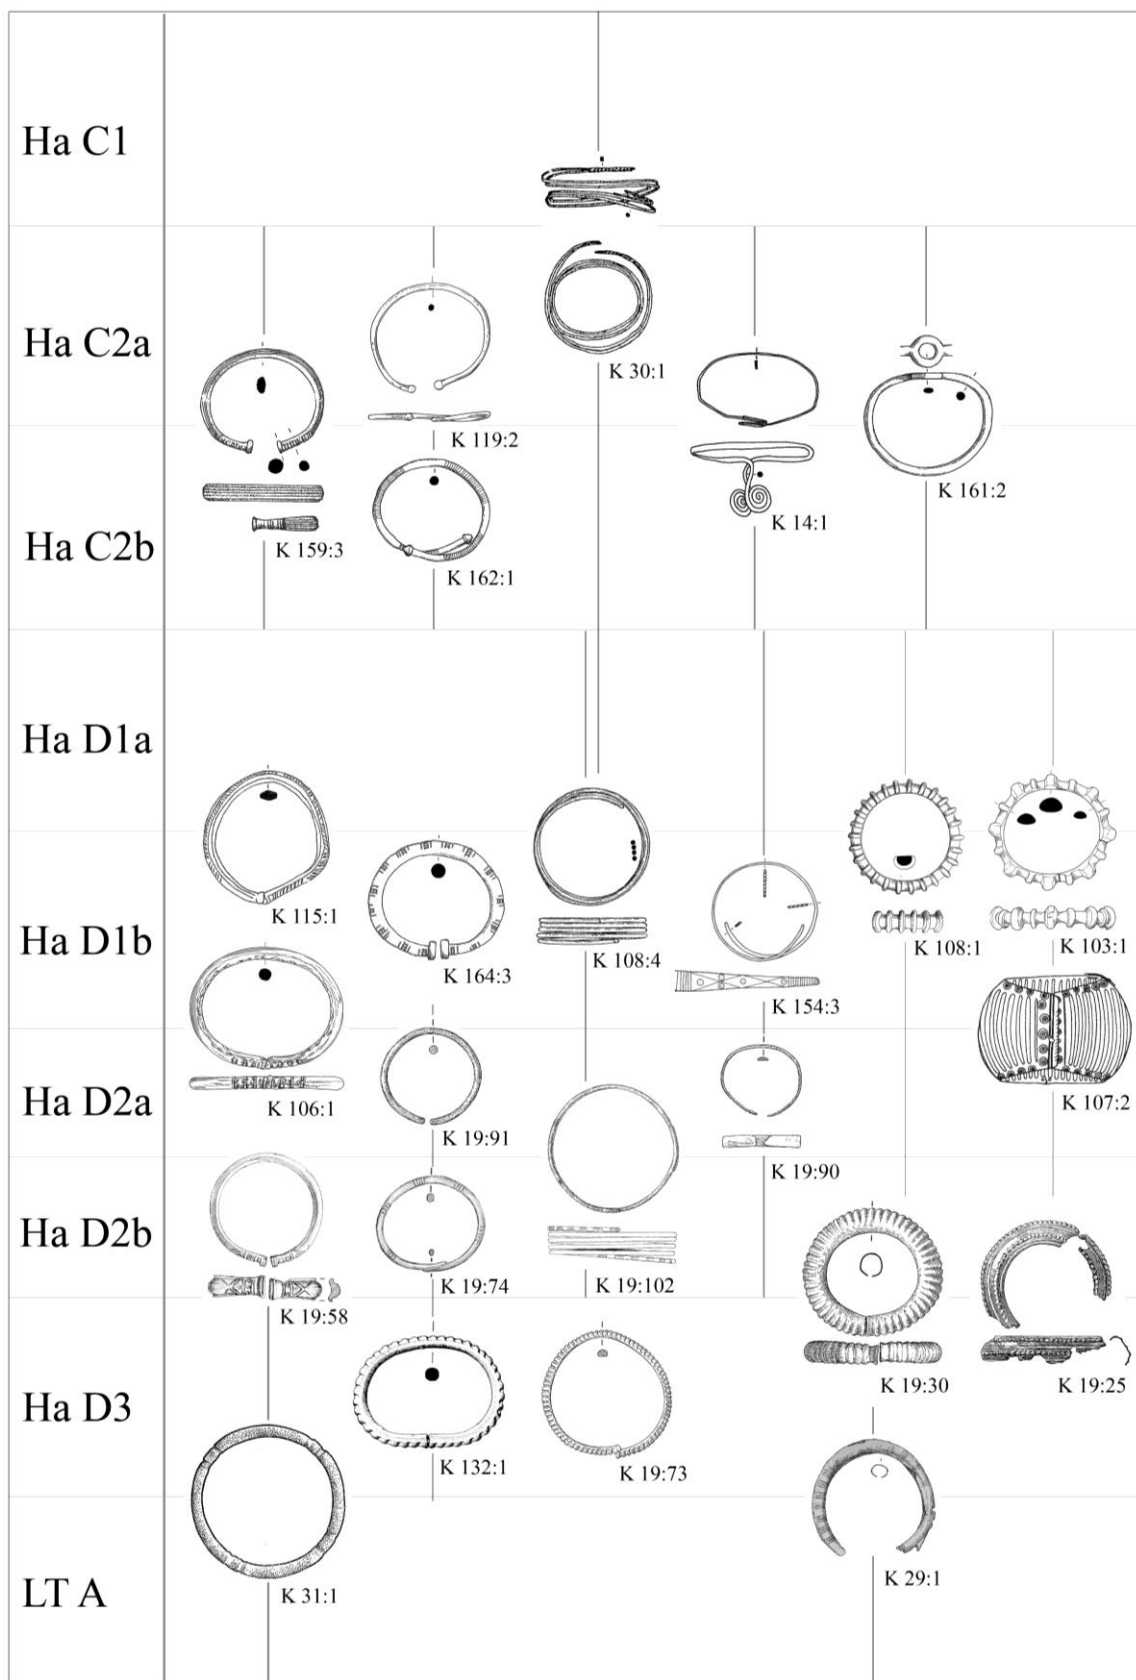 Ha C1
K 30:1
Ha C2a
K 119:2
K 161:2
K 14:1
Ha C2b
K 159:3
K 162:1
Ha D1a
K 115:1
Ha D1b
K 108:1
K 103:1
K 108:4
K 164:3
K 154:3
Ha D2a
K 106:1
K 107:2
K 19:91
K 19:90
Ha D2b
K 19:74
K 19:102
K 19:58
K 19:30
K 19:25
Ha D3
K 132:1
K 19:73
K 29:1
LT A
K 31:1